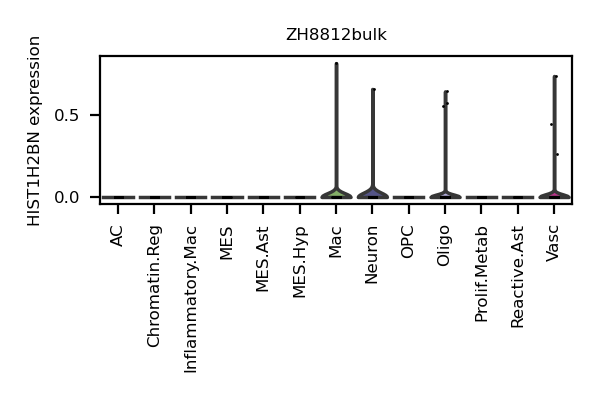 ZH8812bulk
HIST1H2BN expression
0.5
0.0
AC
Chromatin.Reg
Inflammatory.Mac
MES
MES.Ast
MES.Hyp
Mac
Neuron
OPC
Oligo
Prolif.Metab
Reactive.Ast
Vasc